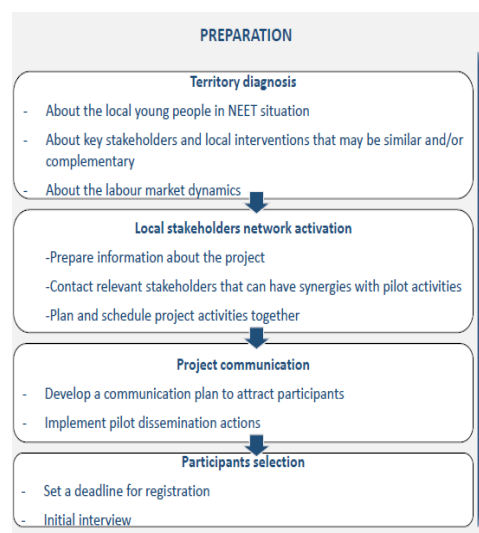 PREPARATION
Territory diagnosis
- About the local young people in NEET situation
- About key stakeholders and local interventions that may be similar and/or
complementary
- About the labour market dynamics
Local stakeholders network activation
-Prepare information about the project
-Contact relevant stakeholders that can have synergies with pilot activities
-Plan and schedule project activities together
Project communication
- Develop a communication plan to attract participants
- Implement pilot dissemination actions
Participants selection
- Set a deadline for registration
- Initial interview